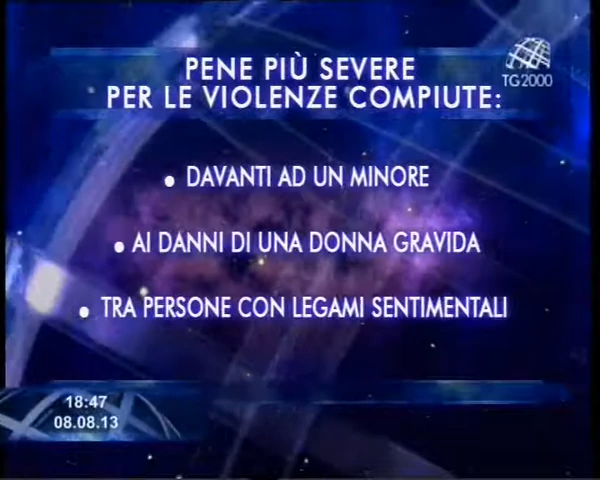 PENE PIÙ SEVERE
PER LE VIOLENZE COMPIUTE:
TG2000
• DAVANTI AD UN MINORE
• AI DANNI DI UNA DONNA GRAVIDA
• TRA PERSONE CON LEGAMI SENTIMENTALI
18:47
08.08.13